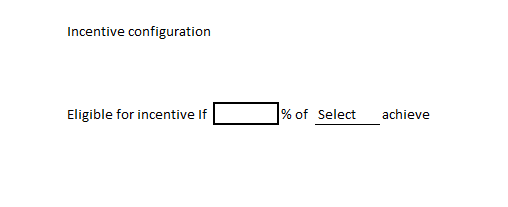 Incentive configuration
Eligible for incentive If % of Select achieve